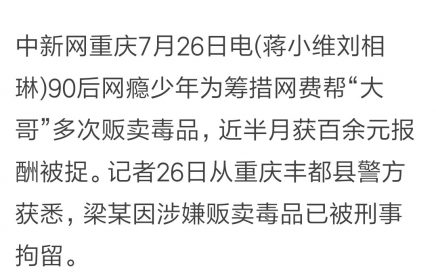 中新网重庆7月26日电(蒋小维刘相
琳)90后网瘾少年为筹措网费帮“大
哥”多次贩卖毒品，近半月获百余元报
酬被捉。记者26日从重庆丰都县警方
获悉，梁某因涉嫌贩卖毒品已被刑事
拘留。